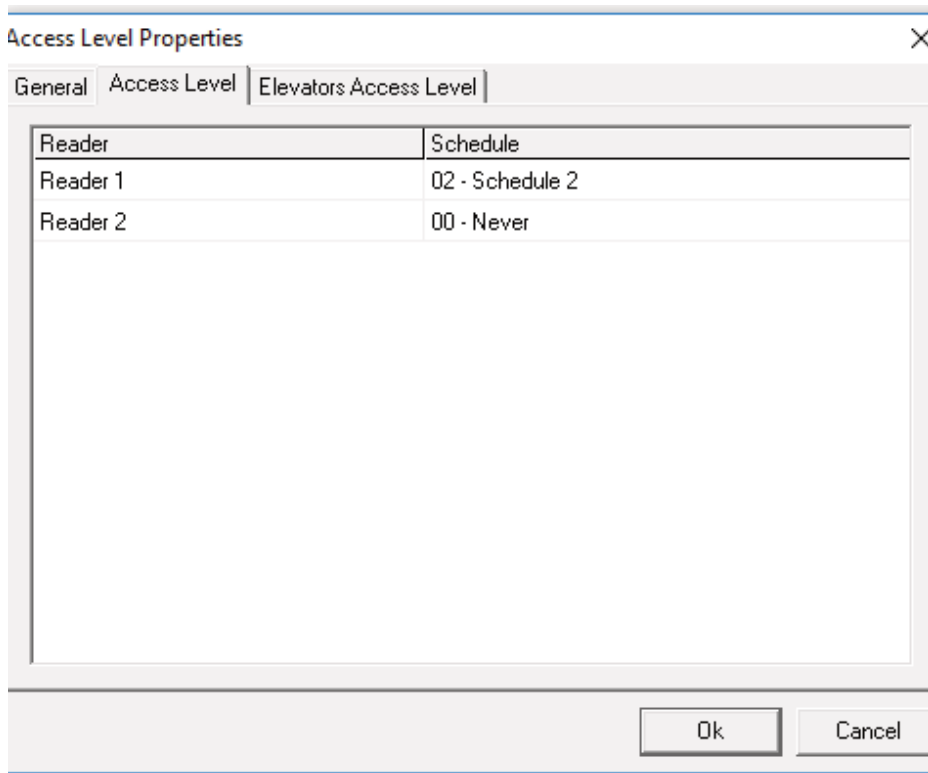 Access Level Properties
General Access Level Elevators Access Level
Reader Schedule
Reader 1 02 - Schedule 2
Reader 2 00 - Never
Ok Cancel